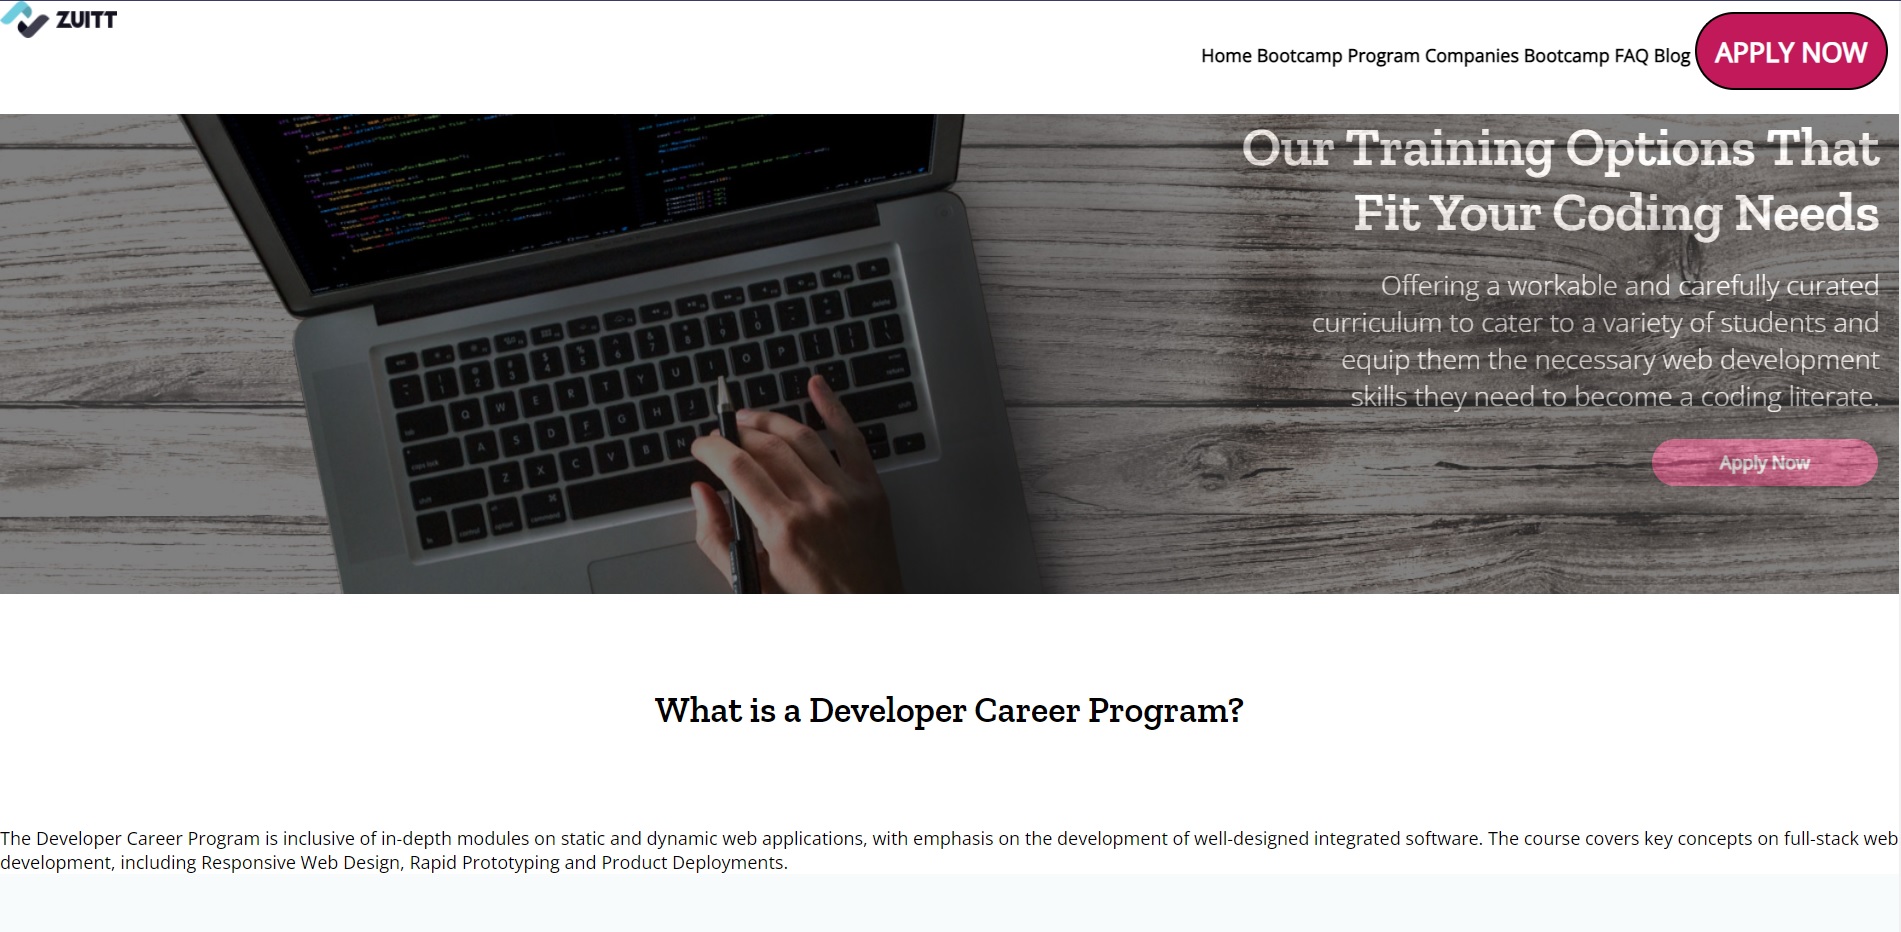 ZUITT
Home Bootcamp Program Companies Bootcamp FAQ Blog APPLY NOW
Our Training Options That
Fit Your Coding Needs
Offering a workable and carefully curated
curriculum to cater to a variety of students and
equip them the necessary web development
skills they need to become a coding literate.
Apply Now
What is a Developer Career Program?
The Developer Career Program is inclusive of in-depth modules on static and dynamic web applications, with emphasis on the development of well-designed integrated software. The course covers key concepts on full-stack web
development, including Responsive Web Design, Rapid Prototyping and Product Deployments.